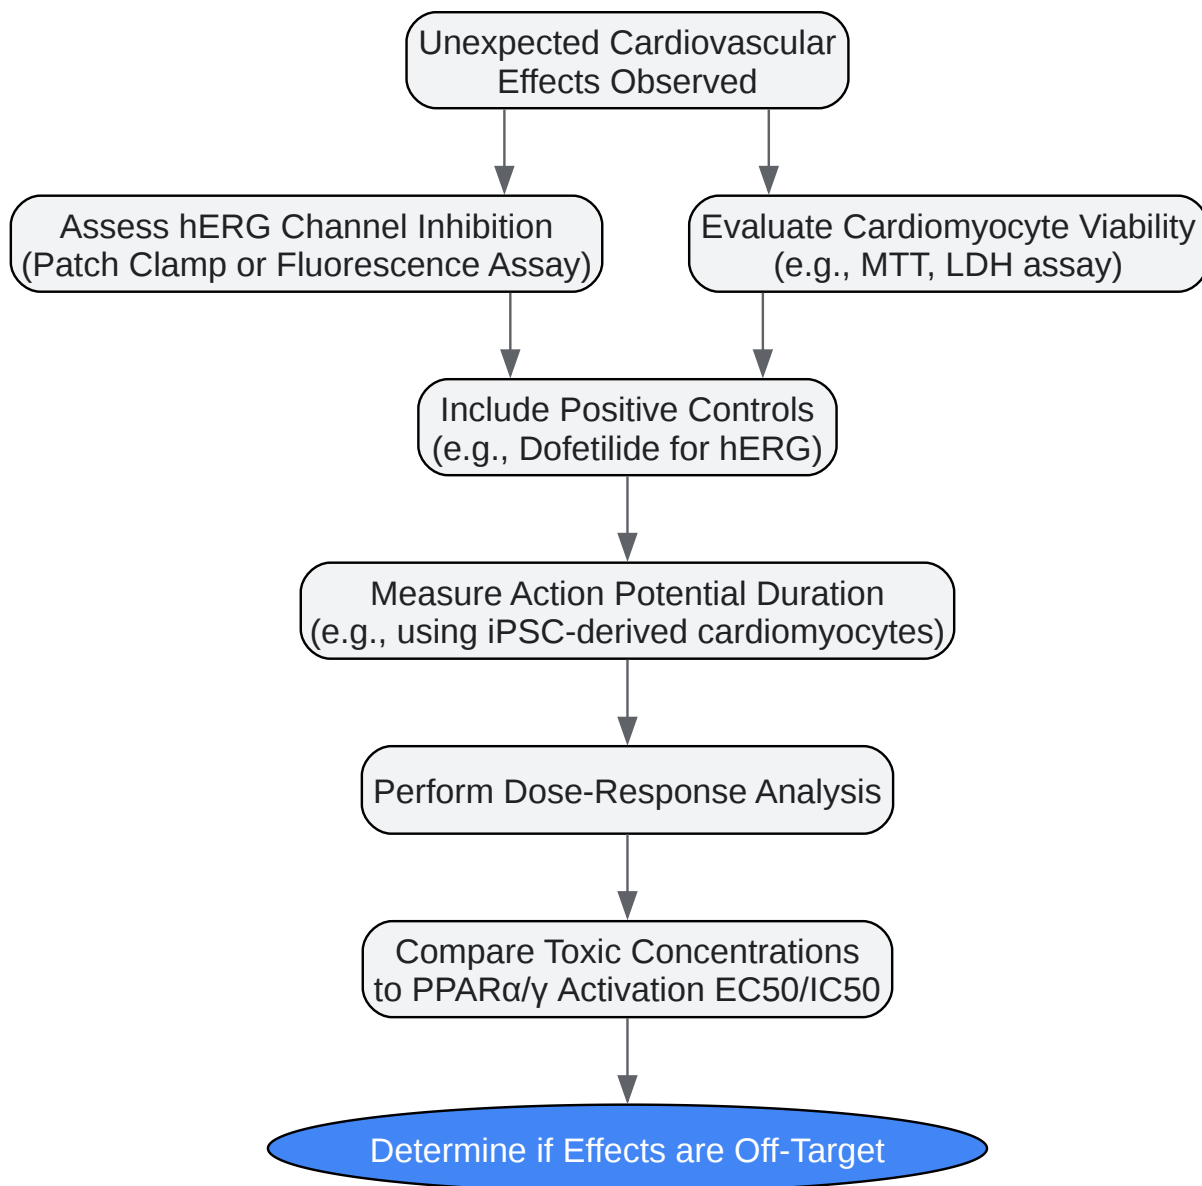 Unexpected Cardiovascular
Effects Observed
Assess hERG Channel Inhibition
(Patch Clamp or Fluorescence Assay)
Evaluate Cardiomyocyte Viability
(e.g., MTT, LDH assay)
Include Positive Controls
(e.g., Dofetilide for hERG)
Measure Action Potential Duration
(e.g., using iPSC-derived cardiomyocytes)
Perform Dose-Response Analysis
Compare Toxic Concentrations
to PPARα/γ Activation EC50/IC50
Determine if Effects are Off-Target